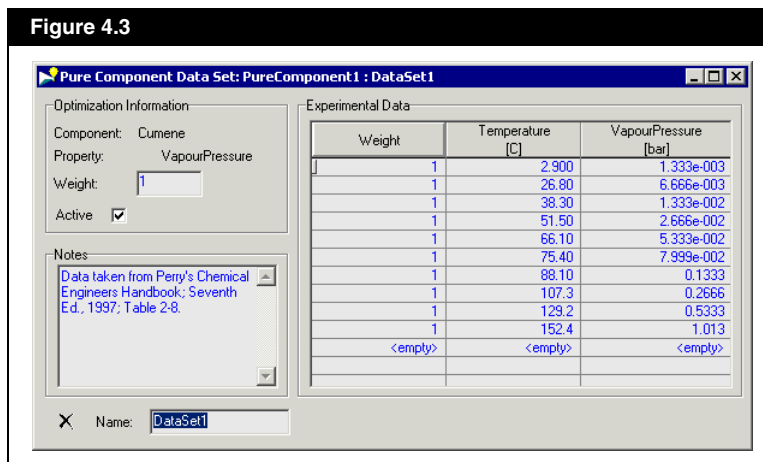 Figure 4.3
Pure Component Data Set: PureComponent1 : DataSet1
Optimization Information
Component: Cumene
Property: VapourPressure
Weight: 1
Active
Notes
Data taken from Perry's Chemical
Engineers Handbook; Seventh
Ed., 1997; Table 2-8.
Experimental Data
Weight Temperature [C] VapourPressure [bar]
1 2.900 1.333e-003
1 26.80 6.666e-003
1 38.30 1.333e-002
1 51.50 2.666e-002
1 66.10 5.333e-002
1 75.40 7.999e-002
1 88.10 0.1333
1 107.3 0.2666
1 129.2 0.5333
1 152.4 1.013
<empty> <empty> <empty>
Name: DataSet1